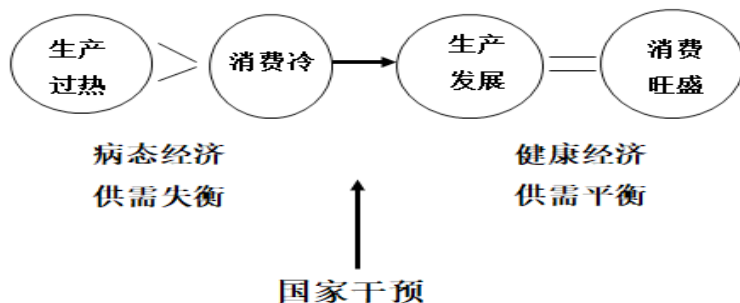 生产
过热
消费冷
生产
发展
消费
旺盛
病态经济
供需失衡
健康经济
供需平衡
国家干预